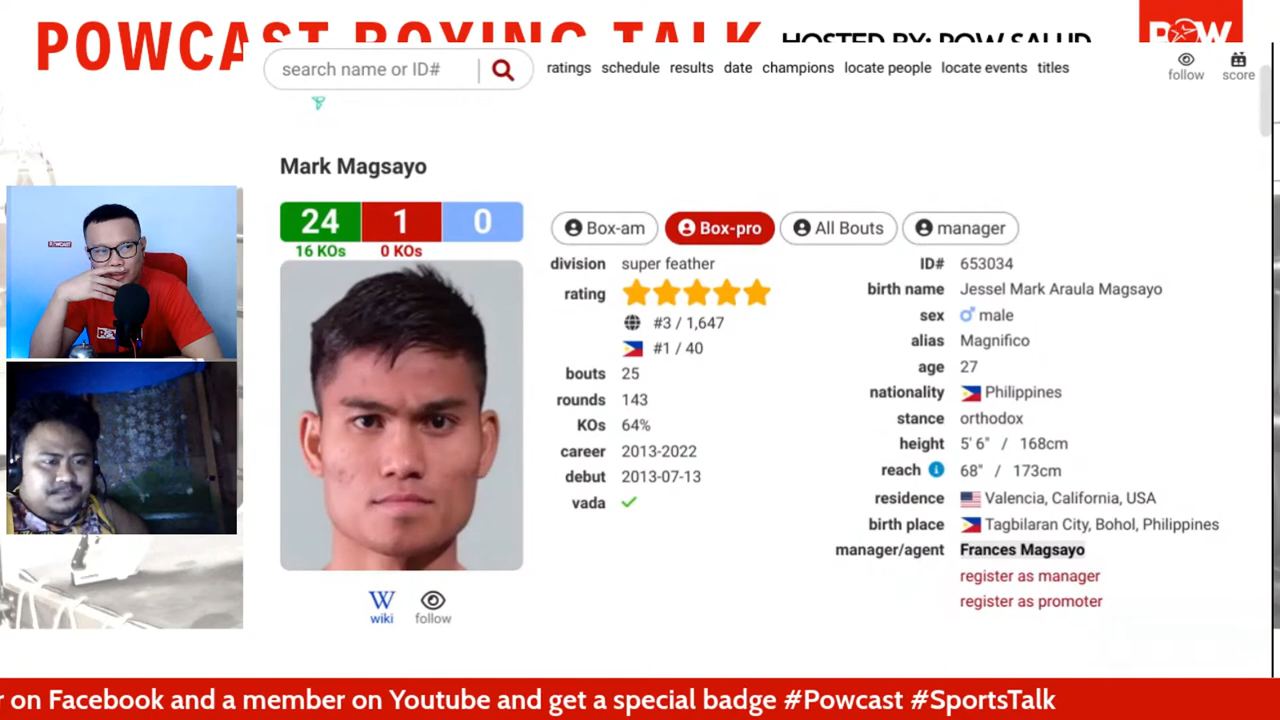 POWCAST BOXING TALK HOSTED BY: POW SALUD
POW
search name or ID#
ratings schedule results date champions locate people locate events titles
follow
score
Mark Magsayo
24 1 0
16 KOs 0 KOs
Box-am Box-pro All Bouts manager
division super feather
rating
#3 / 1,647
#1 / 40
bouts 25
rounds 143
KOs 64%
career 2013-2022
debut 2013-07-13
vada
ID# 653034
birth name Jessel Mark Araula Magsayo
sex male
alias Magnifico
age 27
nationality Philippines
stance orthodox
height 5' 6" / 168cm
reach 68" / 173cm
residence Valencia, California, USA
birth place Tagbilaran City, Bohol, Philippines
manager/agent Frances Magsayo
register as manager
register as promoter
W
wiki
follow
r on Facebook and a member on Youtube and get a special badge #Powcast #SportsTalk